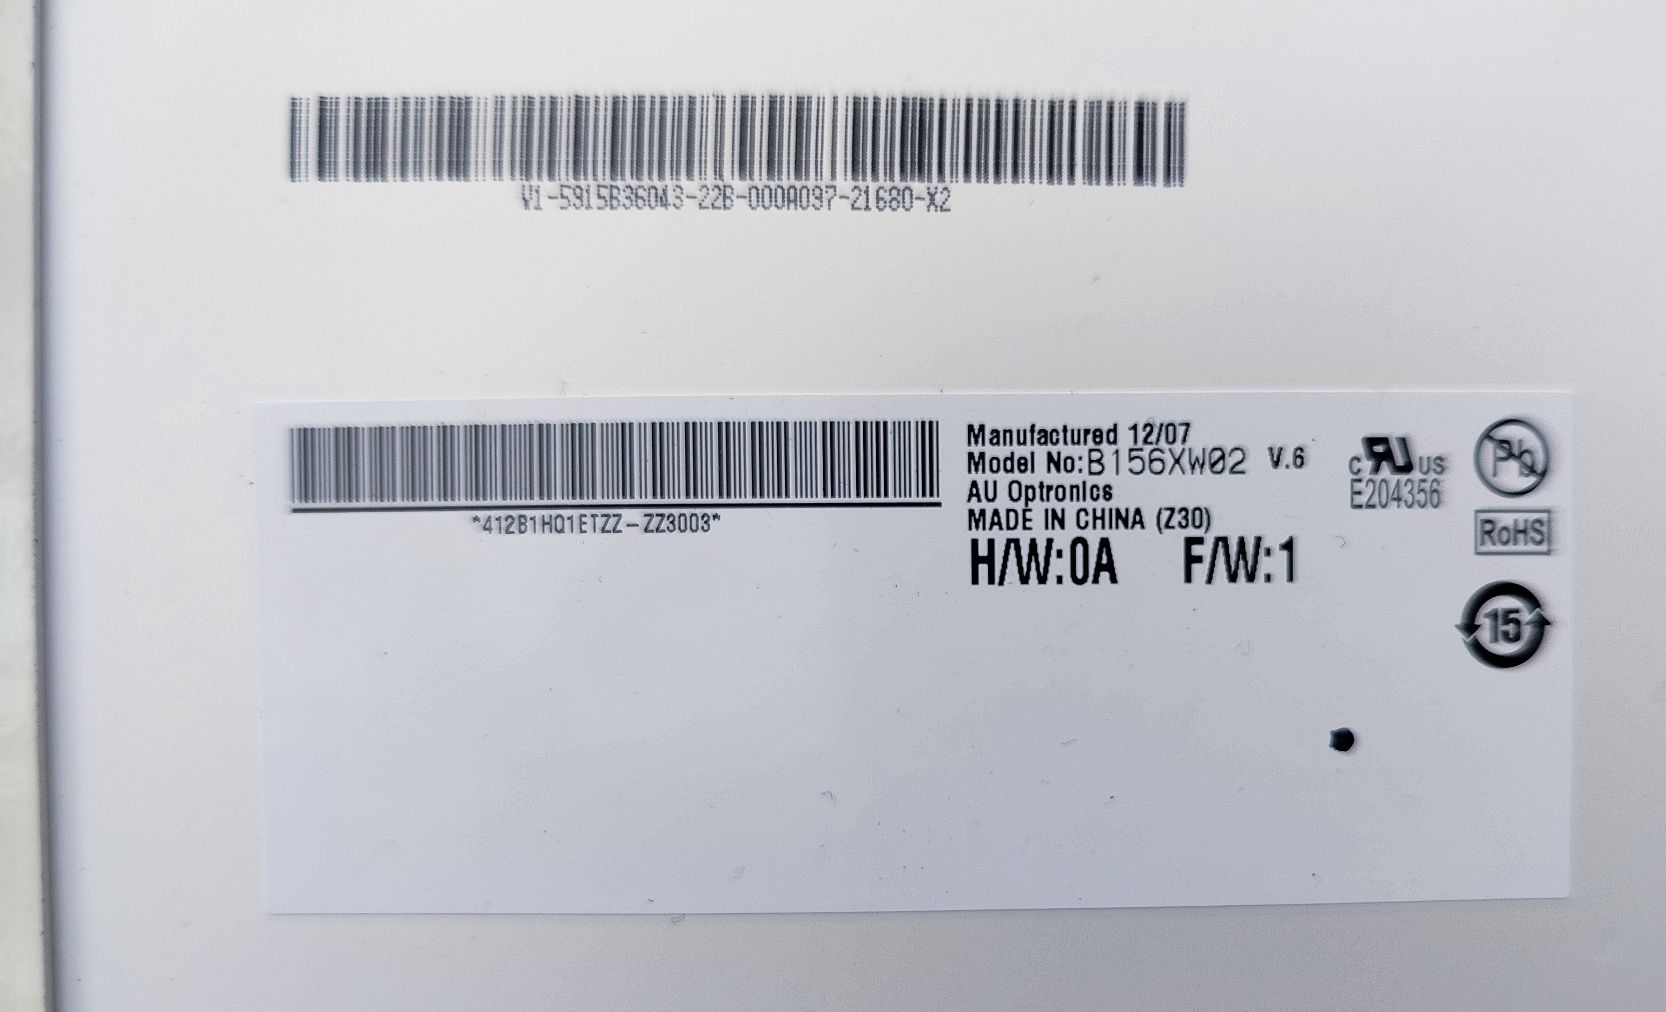 V1-5915B36043-22B-000A097-21680-X2
Manufactured 12/07
Model No:B156XW02 V.6
AU Optronics
MADE IN CHINA (Z30)
H/W:0A F/W:1
*412B1HQ1ETZZ-ZZ3003*
c RU US
E204356
Pb
RoHS
15